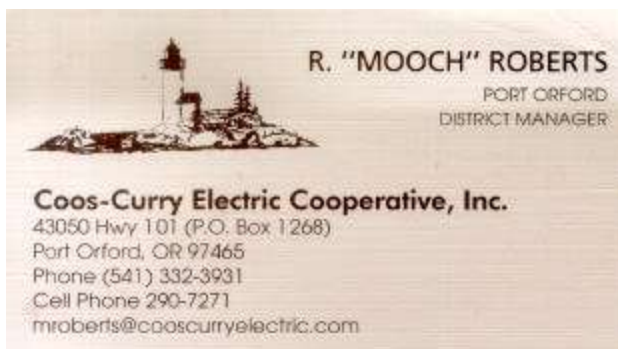 R. "MOOCH" ROBERTS
PORT ORFORD
DISTRICT MANAGER
Coos-Curry Electric Cooperative, Inc.
43050 Hwy 101 (P.O. Box 1268)
Port Orford, OR 97465
Phone (541) 332-3931
Cell Phone 290-7271
mroberts@cooscurryelectric.com